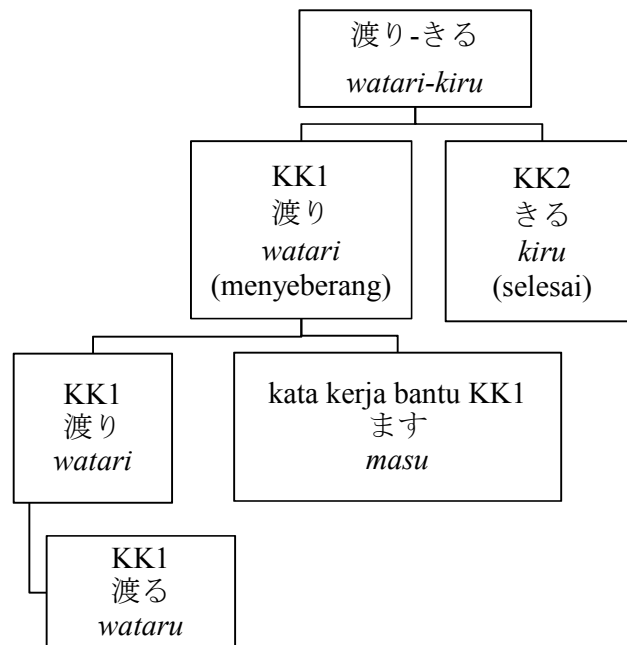 渡り-きる
watari-kiru
KK1
渡り
watari
(menyeberang)
KK2
きる
kiru
(selesai)
KK1
渡り
watari
kata kerja bantu KK1
ます
masu
KK1
渡る
wataru